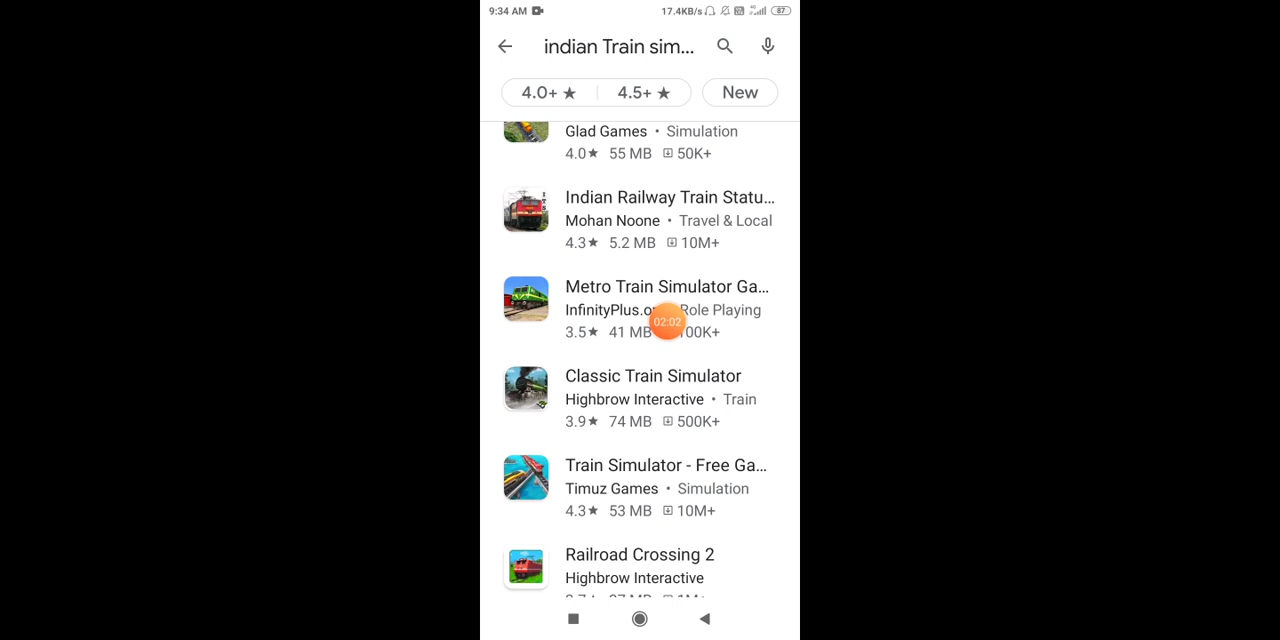 9:34 AM 17.4KB/s 4G 87
indian Train sim...
4.0+ ★ 4.5+ ★ New
Glad Games • Simulation
4.0★ 55 MB 50K+
Indian Railway Train Statu...
Mohan Noone • Travel & Local
4.3★ 5.2 MB 10M+
Metro Train Simulator Ga...
InfinityPlus.o Role Playing
3.5★ 41 MB 00K+
02:02
Classic Train Simulator
Highbrow Interactive • Train
3.9★ 74 MB 500K+
Train Simulator - Free Ga...
Timuz Games • Simulation
4.3★ 53 MB 10M+
Railroad Crossing 2
Highbrow Interactive